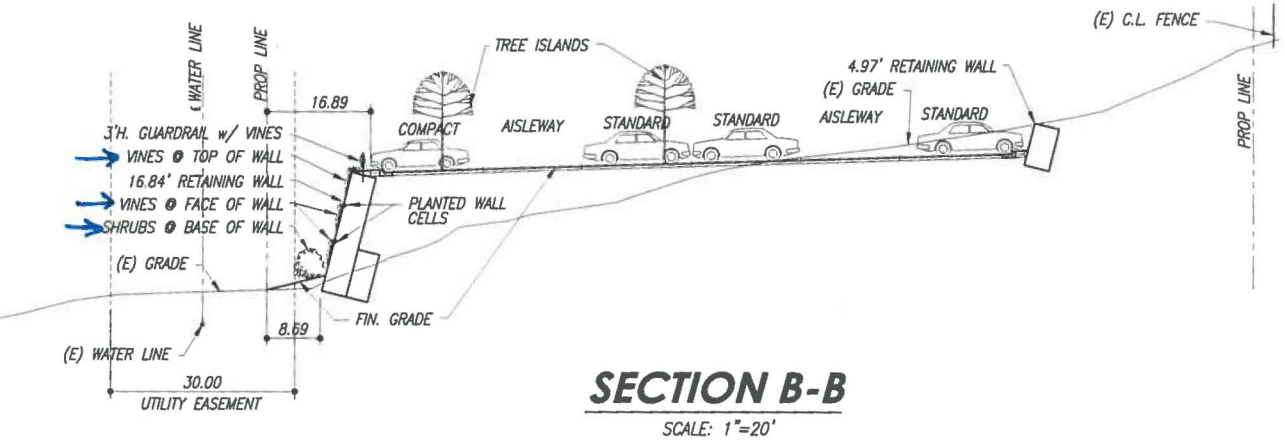 (E) C.L. FENCE
℄ WATER LINE
PROP LINE
TREE ISLANDS
4.97' RETAINING WALL
(E) GRADE
16.89
3'H. GUARDRAIL w/ VINES
COMPACT
AISLEWAY
STANDARD
STANDARD
AISLEWAY
STANDARD
PROP LINE
VINES @ TOP OF WALL
16.84' RETAINING WALL
VINES @ FACE OF WALL
PLANTED WALL
CELLS
SHRUBS @ BASE OF WALL
(E) GRADE
FIN. GRADE
8.69
(E) WATER LINE
30.00
UTILITY EASEMENT
SECTION B-B
SCALE: 1"=20'